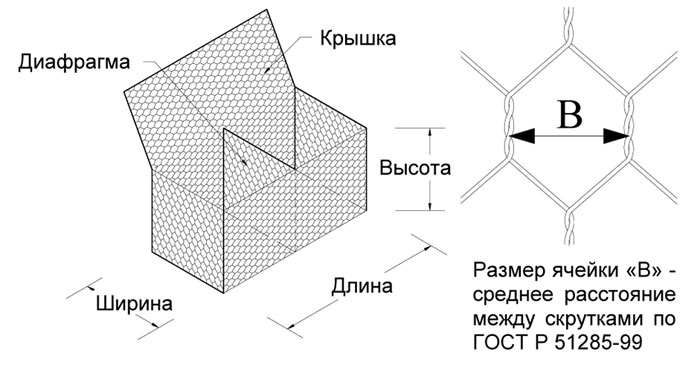 Крышка
Диафрагма
B
Высота
Длина
Ширина
Размер ячейки «В» -
среднее расстояние
между скрутками по
ГОСТ Р 51285-99